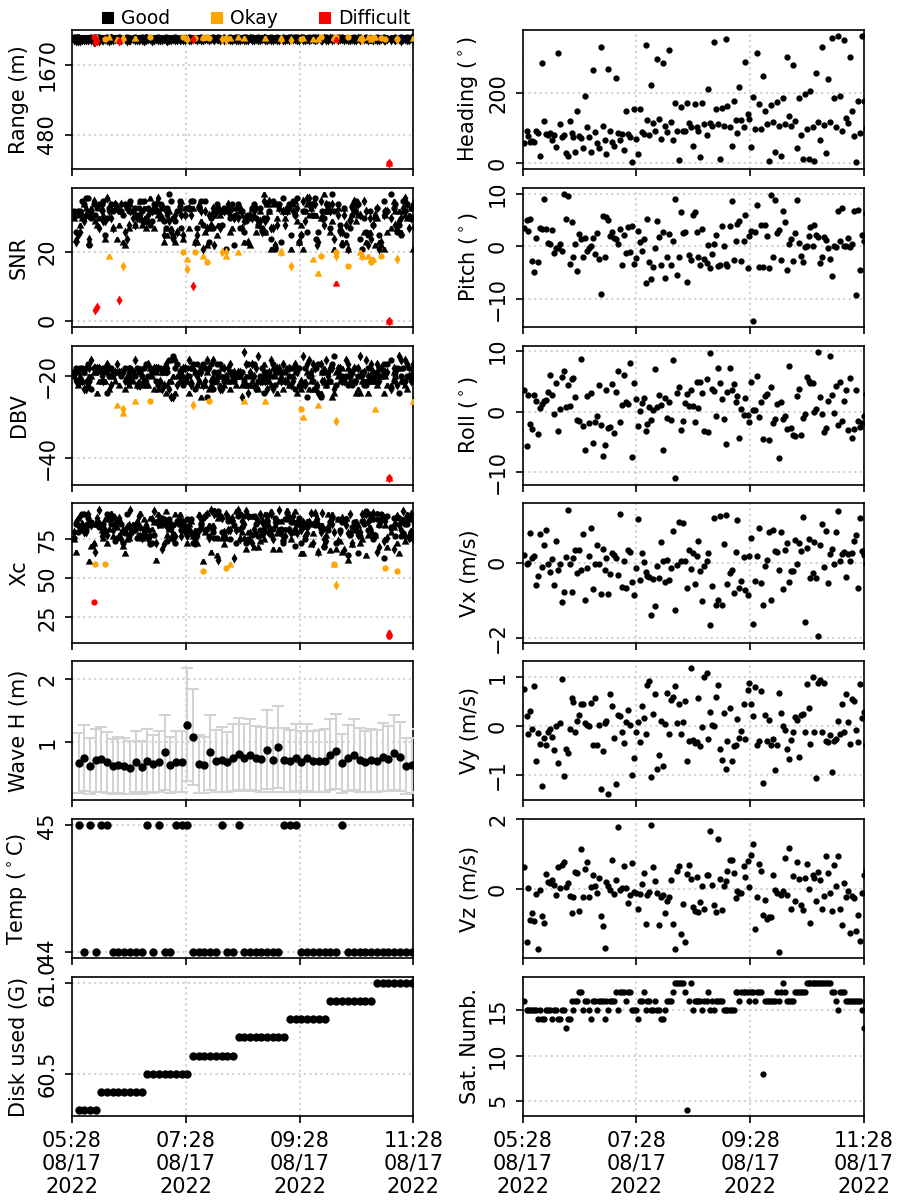 Good Okay Difficult
Range (m)
1670
480
Heading (°)
200
0
SNR
20
0
Pitch (°)
10
0
−10
DBV
−20
−40
Roll (°)
10
0
−10
Xc
75
50
25
Vx (m/s)
0
−2
Wave H (m)
2
1
Vy (m/s)
1
0
−1
Temp (°C)
45
44
Vz (m/s)
2
0
Disk used (G)
61.0
60.5
Sat. Numb.
15
10
5
05:28 07:28 09:28 11:28
08/17 08/17 08/17 08/17
2022 2022 2022 2022
05:28 07:28 09:28 11:28
08/17 08/17 08/17 08/17
2022 2022 2022 2022